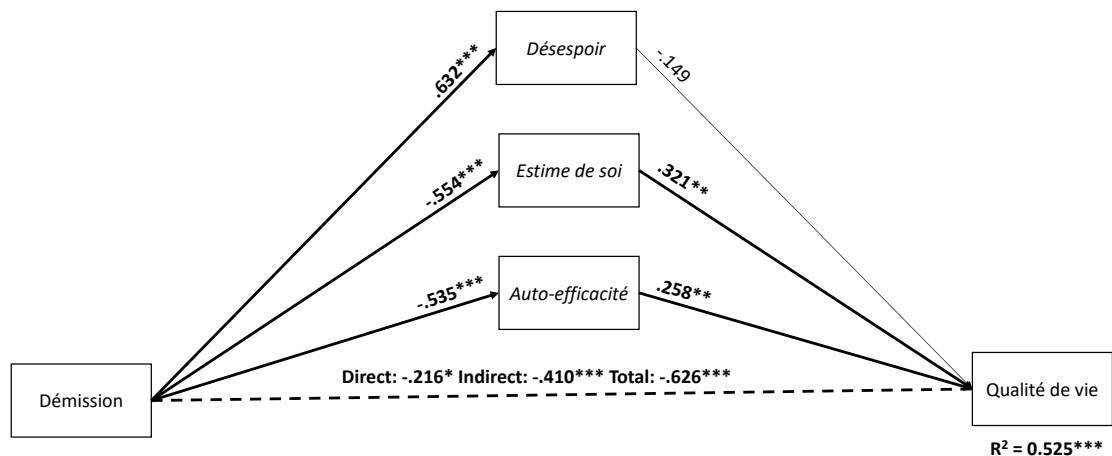 Désespoir
.632***
-.149
Estime de soi
-.554***
.321**
Auto-efficacité
-.535***
.258**
Direct: -.216* Indirect: -.410*** Total: -.626***
Démission
Qualité de vie
R² = 0.525***